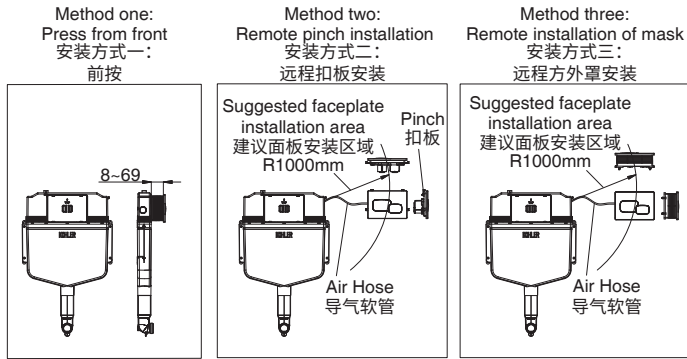 Method one:
Press from front
安装方式一：
前按
8~69
KOHLER
Method two:
Remote pinch installation
安装方式二：
远程扣板安装
Suggested faceplate
installation area
建议面板安装区域
R1000mm
Pinch
扣板
KOHLER
Air Hose
导气软管
Method three:
Remote installation of mask
安装方式三：
远程方外罩安装
Suggested faceplate
installation area
建议面板安装区域
R1000mm
KOHLER
Air Hose
导气软管